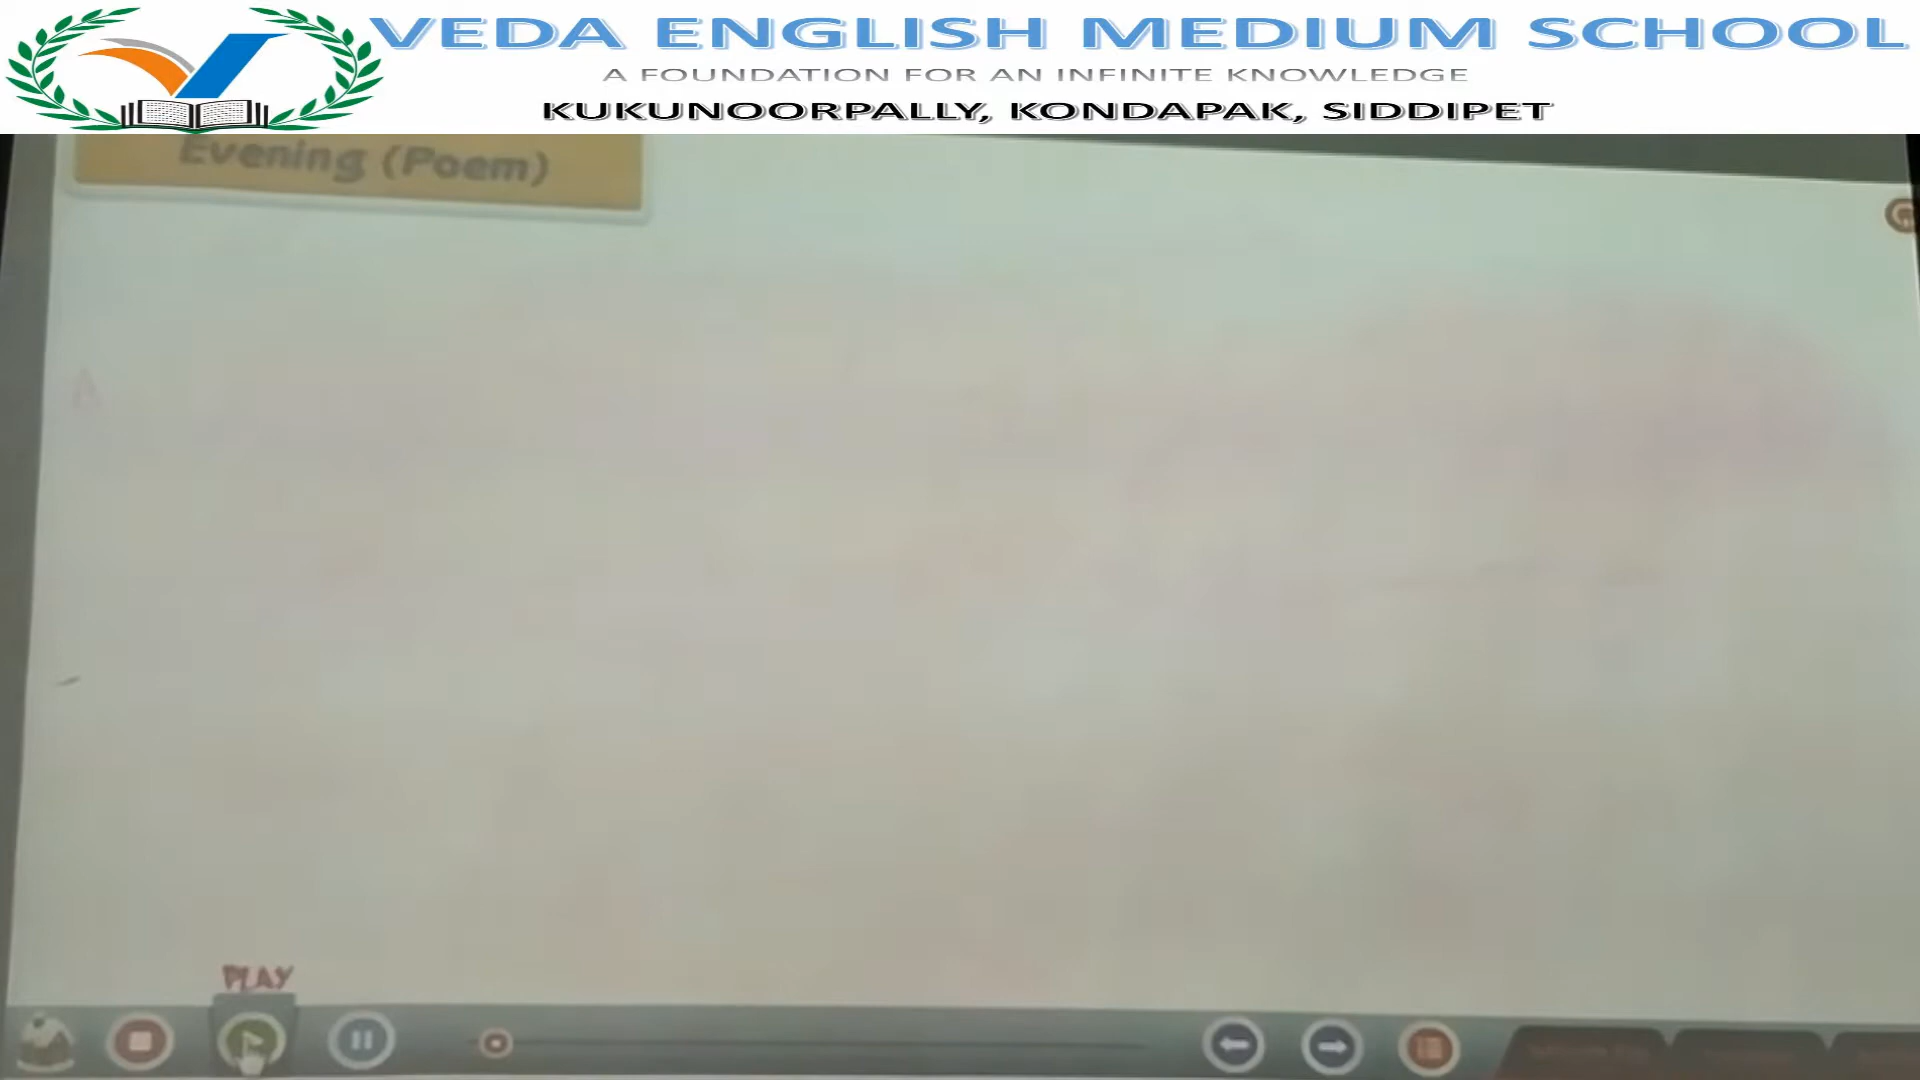 VEDA ENGLISH MEDIUM SCHOOL
A FOUNDATION FOR AN INFINITE KNOWLEDGE
KUKUNOORPALLY, KONDAPAK, SIDDIPET
Evening (Poem)
PLAY